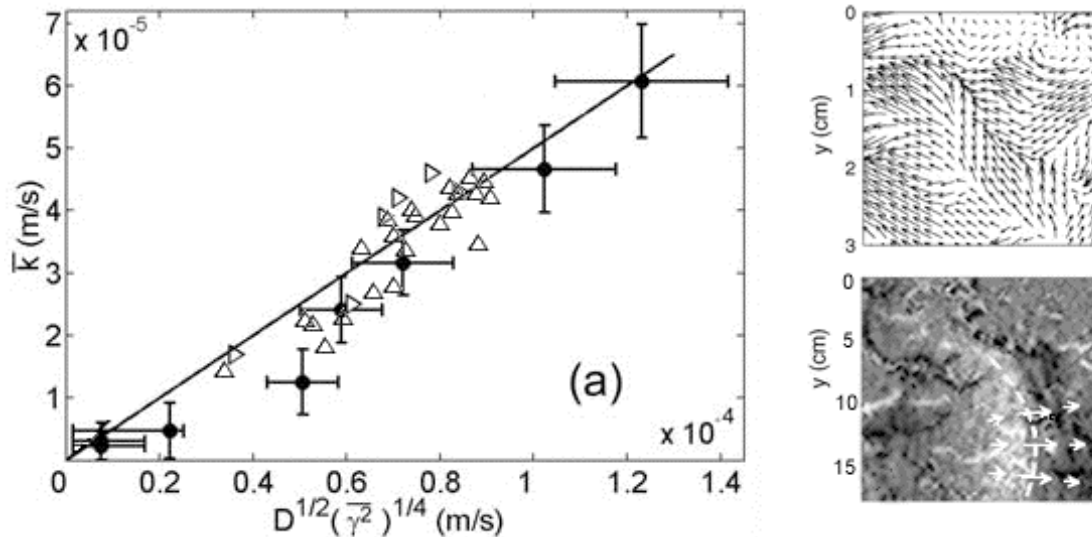 7
x 10⁻⁵
6
5
4
3
2
1
k̅ (m/s)
(a)
x 10⁻⁴
0 0.2 0.4 0.6 0.8 1 1.2 1.4
D^{1/2}(\overline{γ²})^{1/4} (m/s)
0
1
2
3
y (cm)
0
5
10
15
y (cm)